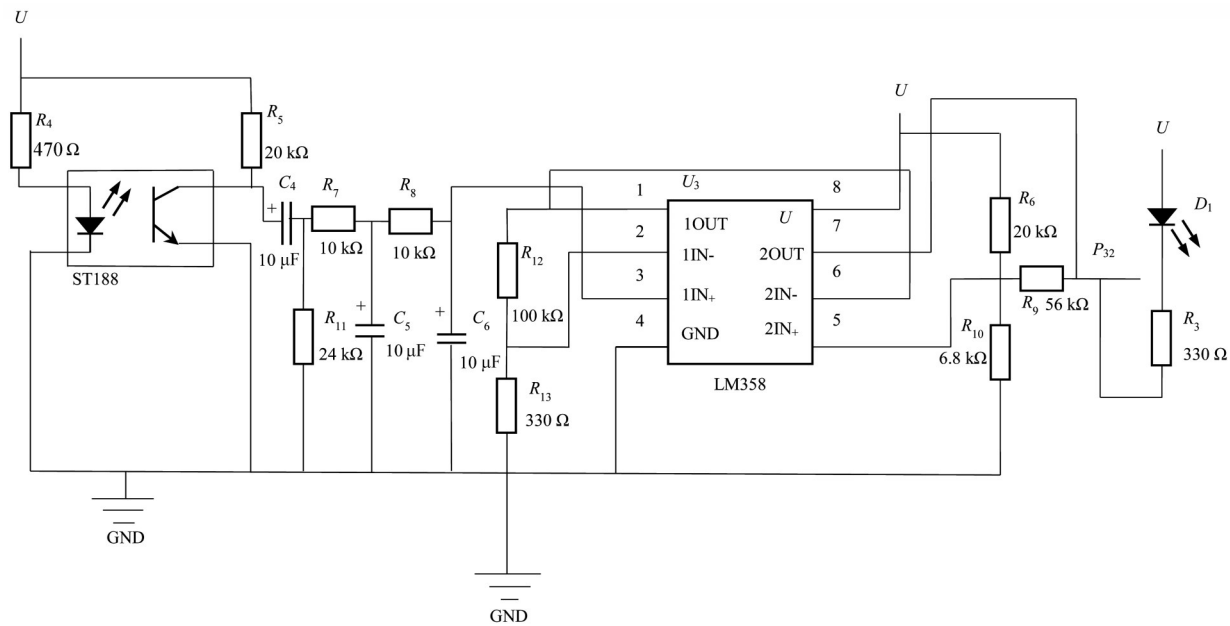 U
R4
470 Ω
R5
20 kΩ
ST188
C4
+
10 μF
R7
10 kΩ
R8
10 kΩ
R11
24 kΩ
+
C5
10 μF
+
C6
10 μF
R12
100 kΩ
R13
330 Ω
GND
GND
U3
1
2
3
4
1OUT
1IN-
1IN+
GND
U
2OUT
2IN-
2IN+
8
7
6
5
LM358
U
R6
20 kΩ
R9 56 kΩ
R10
6.8 kΩ
P32
U
D1
R3
330 Ω